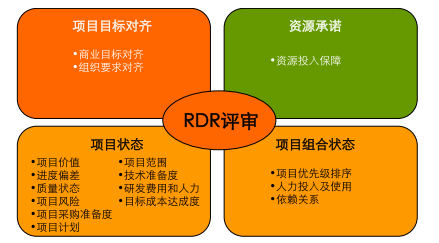 项目目标对齐
•商业目标对齐
•组织要求对齐
资源承诺
•资源投入保障
RDR评审
项目状态
•项目价值
•进度偏差
•质量状态
•项目风险
•项目采购准备度
•项目计划
•项目范围
•技术准备度
•研发费用和人力
•目标成本达成度
项目组合状态
•项目优先级排序
•人力投入及使用
•依赖关系